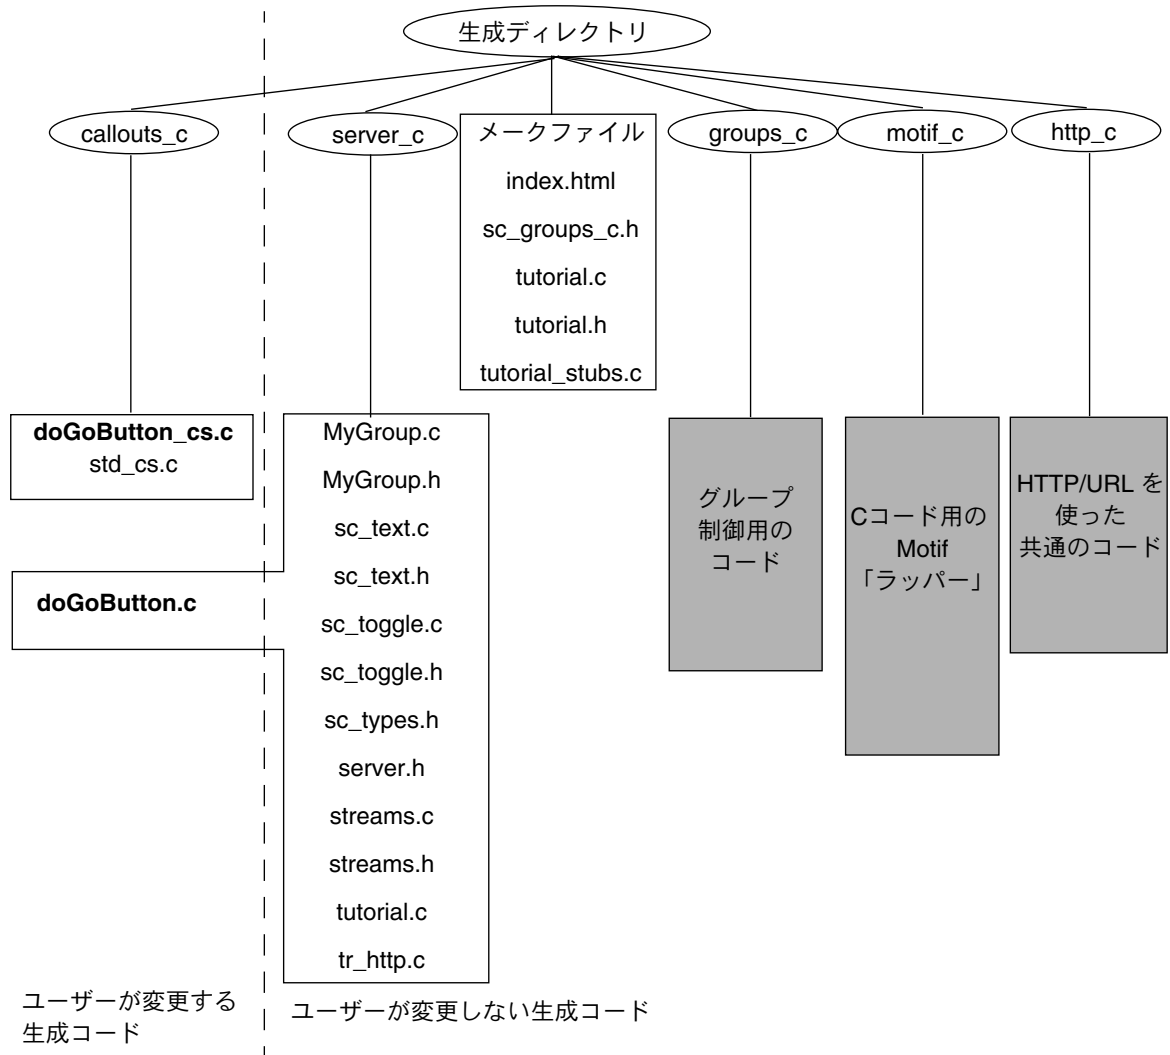 生成ディレクトリ
callouts_c
server_c
メークファイル
index.html
sc_groups_c.h
tutorial.c
tutorial.h
tutorial_stubs.c
groups_c
motif_c
http_c
doGoButton_cs.c
std_cs.c
doGoButton.c
MyGroup.c
MyGroup.h
sc_text.c
sc_text.h
sc_toggle.c
sc_toggle.h
sc_types.h
server.h
streams.c
streams.h
tutorial.c
tr_http.c
グループ
制御用の
コード
Cコード用の
Motif
「ラッパー」
HTTP/URL を
使った
共通のコード
ユーザーが変更する
生成コード
ユーザーが変更しない生成コード